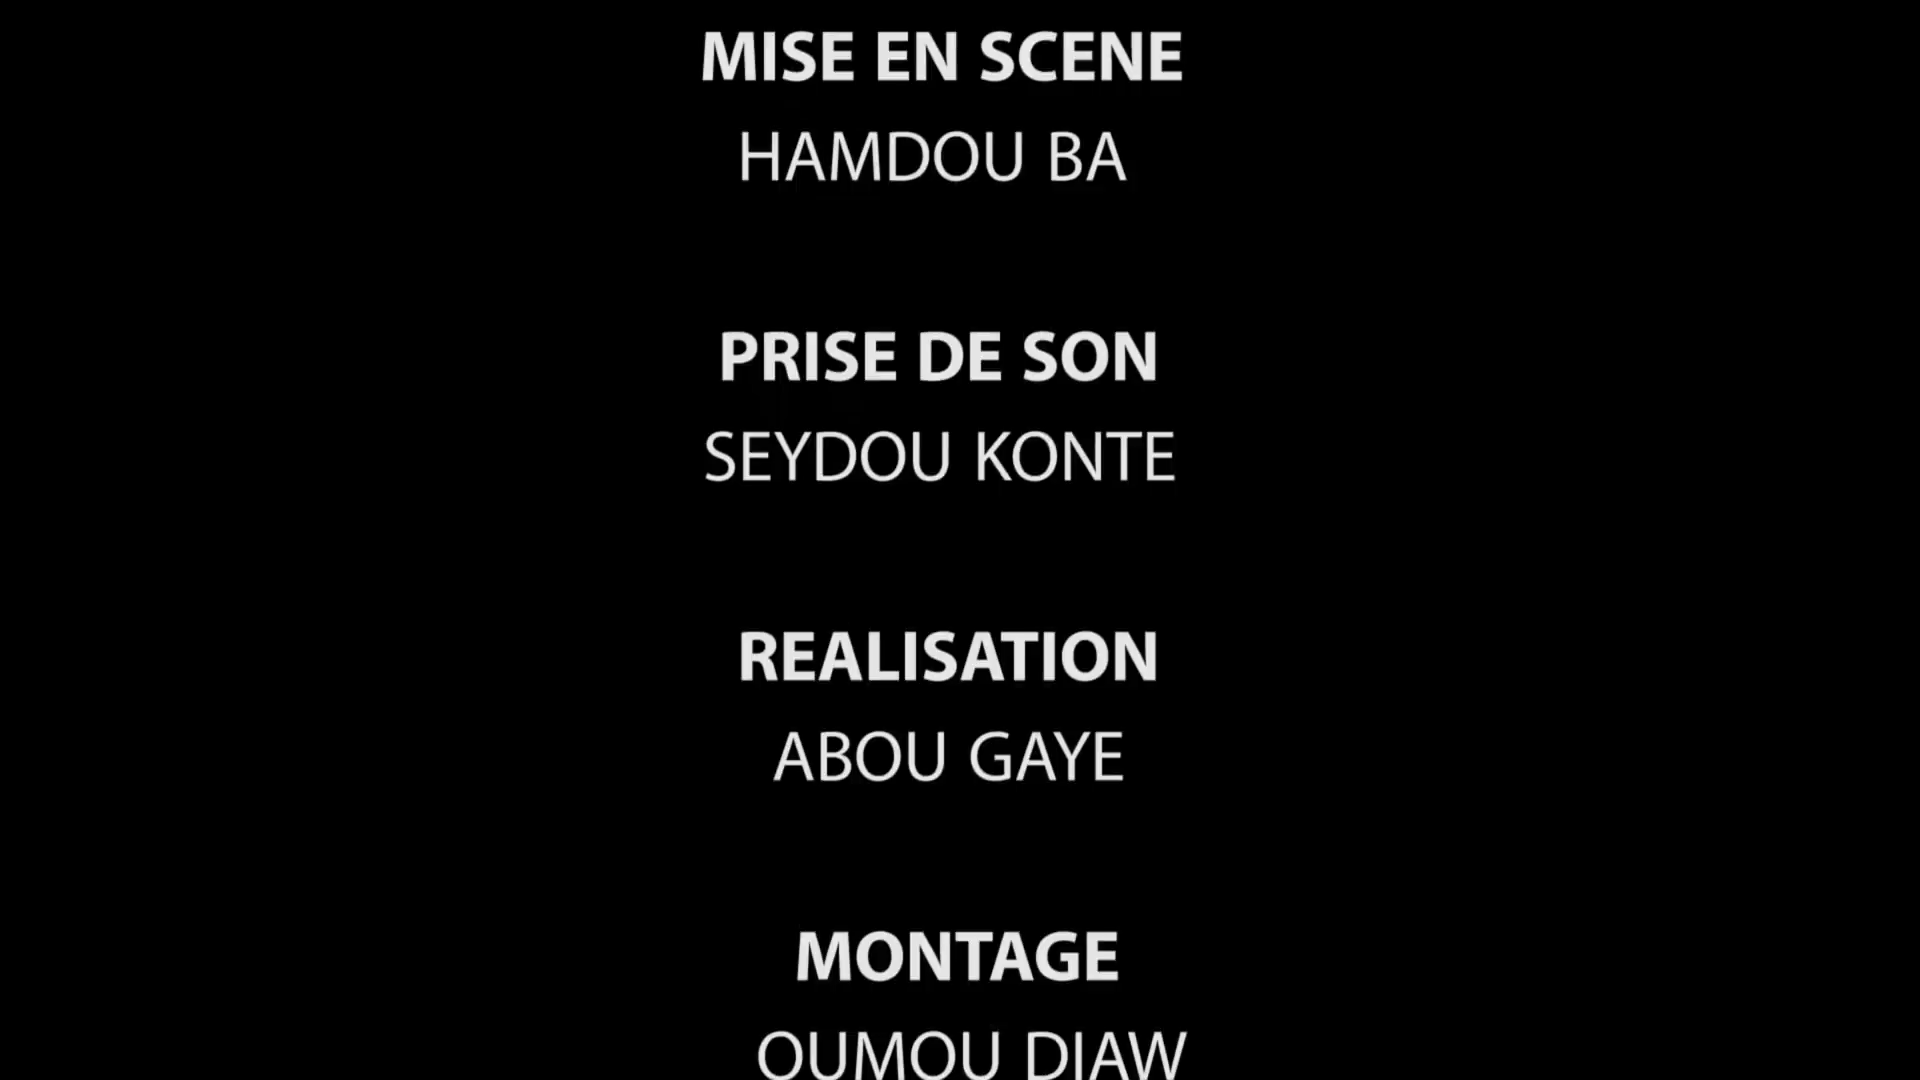 MISE EN SCENE
HAMDOU BA
PRISE DE SON
SEYDOU KONTE
REALISATION
ABOU GAYE
MONTAGE
OUMOU DIAW